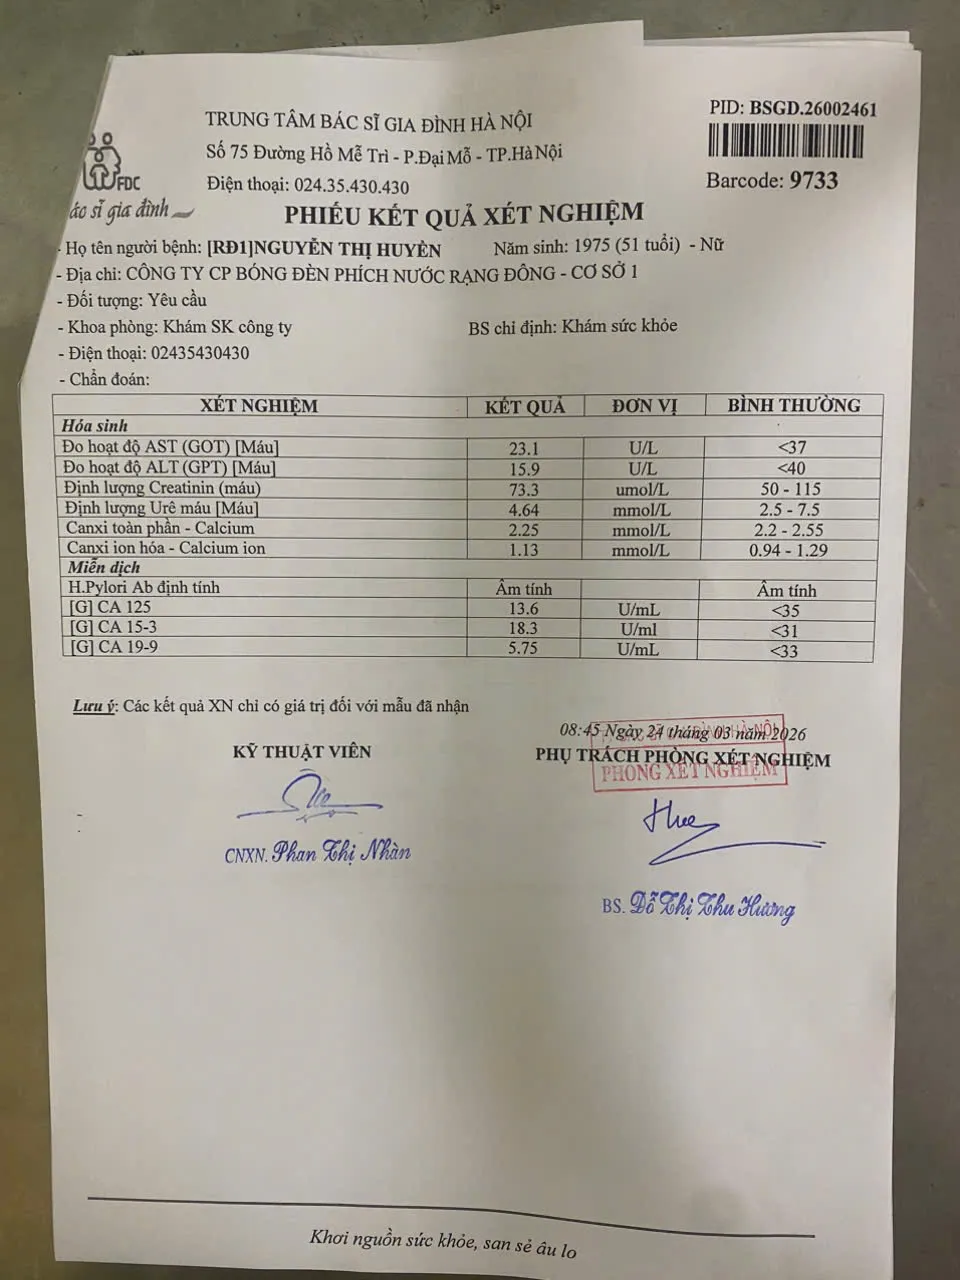 TRUNG TÂM BÁC SĨ GIA ĐÌNH HÀ NỘI
Số 75 Đường Hồ Mễ Trì - P.Đại Mỗ - TP.Hà Nội
Điện thoại: 024.35.430.430
PID: BSGD.26002461
Barcode: 9733
FDC
ác sĩ gia đình
PHIẾU KẾT QUẢ XÉT NGHIỆM
- Họ tên người bệnh: [RĐ1]NGUYỄN THỊ HUYỀN Năm sinh: 1975 (51 tuổi) - Nữ
- Địa chỉ: CÔNG TY CP BÓNG ĐÈN PHÍCH NƯỚC RẠNG ĐÔNG - CƠ SỞ 1
- Đối tượng: Yêu cầu
- Khoa phòng: Khám SK công ty BS chỉ định: Khám sức khỏe
- Điện thoại: 02435430430
- Chẩn đoán:
XÉT NGHIỆM KẾT QUẢ ĐƠN VỊ BÌNH THƯỜNG
Hóa sinh
Đo hoạt độ AST (GOT) [Máu] 23.1 U/L <37
Đo hoạt độ ALT (GPT) [Máu] 15.9 U/L <40
Định lượng Creatinin (máu) 73.3 umol/L 50 - 115
Định lượng Urê máu [Máu] 4.64 mmol/L 2.5 - 7.5
Canxi toàn phần - Calcium 2.25 mmol/L 2.2 - 2.55
Canxi ion hóa - Calcium ion 1.13 mmol/L 0.94 - 1.29
Miễn dịch
H.Pylori Ab định tính Âm tính Âm tính
[G] CA 125 13.6 U/mL <35
[G] CA 15-3 18.3 U/ml <31
[G] CA 19-9 5.75 U/mL <33
Lưu ý: Các kết quả XN chỉ có giá trị đối với mẫu đã nhận
08:45 Ngày 24 tháng 03 năm 2026
KỸ THUẬT VIÊN PHỤ TRÁCH PHÒNG XÉT NGHIỆM
PHÒNG XÉT NGHIỆM
CNXN. Phan Thị Nhàn
BS. Đỗ Thị Thu Hương
Khơi nguồn sức khỏe, san sẻ âu lo